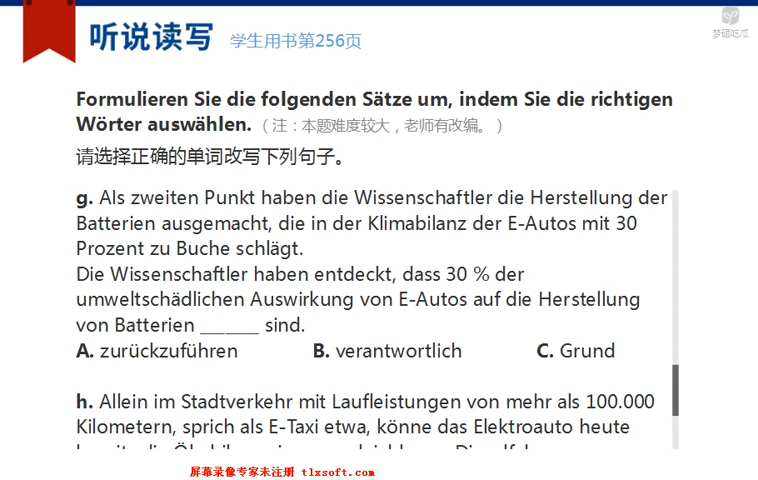 听说读写 学生用书第256页
梦硒吃瓜
Formulieren Sie die folgenden Sätze um, indem Sie die richtigen
Wörter auswählen. （注：本题难度较大，老师有改编。）
请选择正确的单词改写下列句子。
g. Als zweiten Punkt haben die Wissenschaftler die Herstellung der
Batterien ausgemacht, die in der Klimabilanz der E-Autos mit 30
Prozent zu Buche schlägt.
Die Wissenschaftler haben entdeckt, dass 30 % der
umweltschädlichen Auswirkung von E-Autos auf die Herstellung
von Batterien ______ sind.
A. zurückzuführen B. verantwortlich C. Grund
h. Allein im Stadtverkehr mit Laufleistungen von mehr als 100.000
Kilometern, sprich als E-Taxi etwa, könne das Elektroauto heute
屏幕录像专家未注册 tlxsoft.com